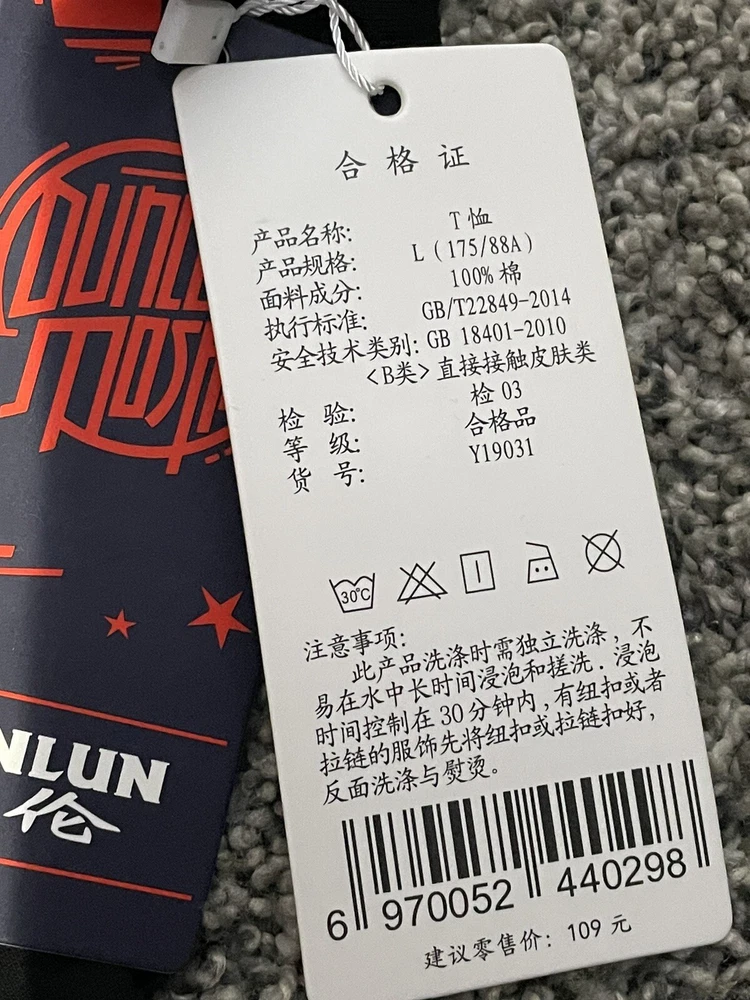 合格证
产品名称: T恤
产品规格: L（175/88A）
面料成分: 100%棉
执行标准: GB/T22849-2014
安全技术类别: GB 18401-2010
<B类>直接接触皮肤类
检 验: 检 03
等 级: 合格品
货 号: Y19031
30℃
注意事项:
此产品洗涤时需独立洗涤，不
易在水中长时间浸泡和搓洗．浸泡
时间控制在30分钟内,有纽扣或者
拉链的服饰先将纽扣或拉链扣好，
反面洗涤与熨烫。
6 970052 440298
建议零售价: 109 元
NLUN
伦